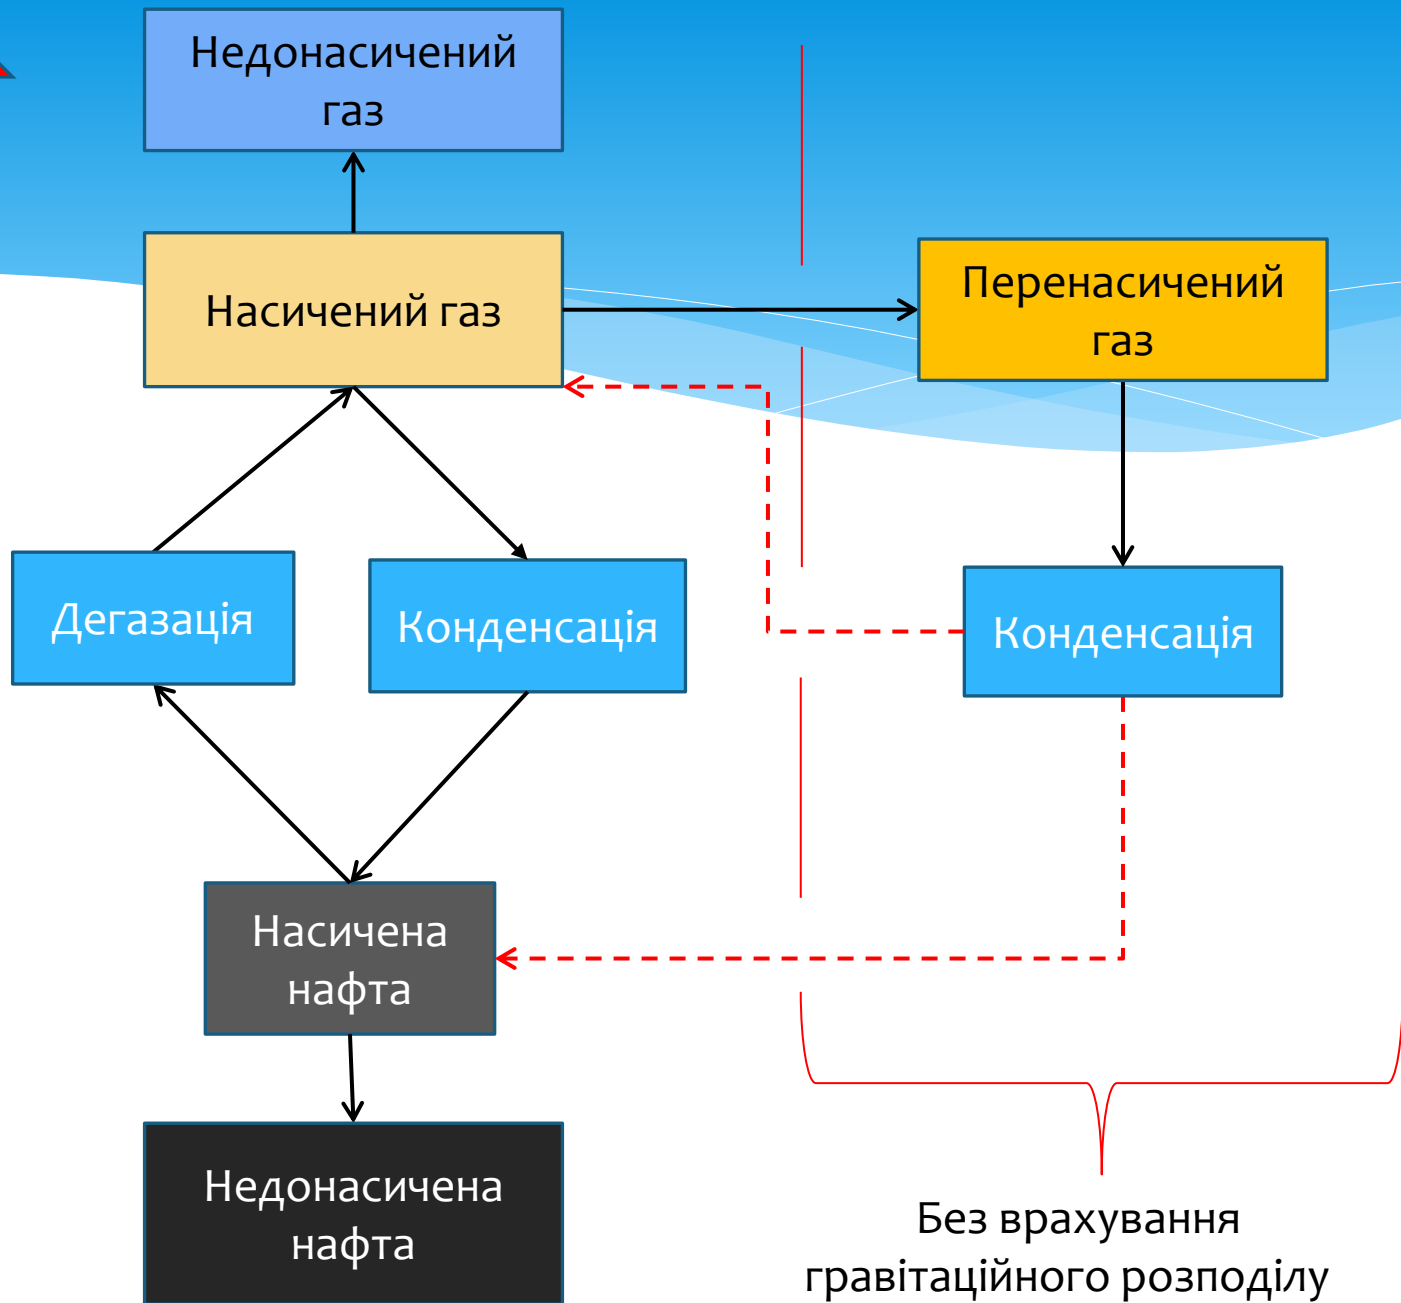 Недонасичений
газ
Насичений газ
Перенасичений
газ
Дегазація
Конденсація
Конденсація
Насичена
нафта
Недонасичена
нафта
Без врахування
гравітаційного розподілу